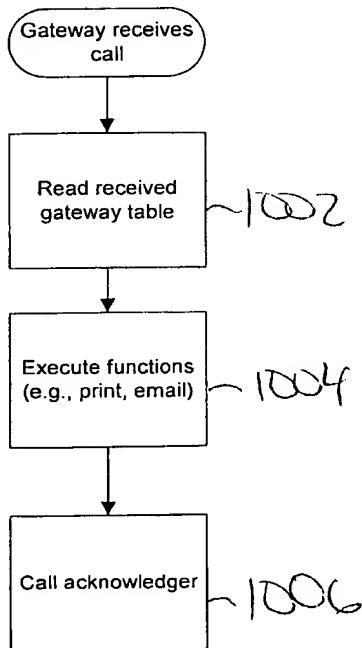 Gateway receives
call
Read received
gateway table
1002
Execute functions
(e.g., print, email)
1004
Call acknowledger
1006